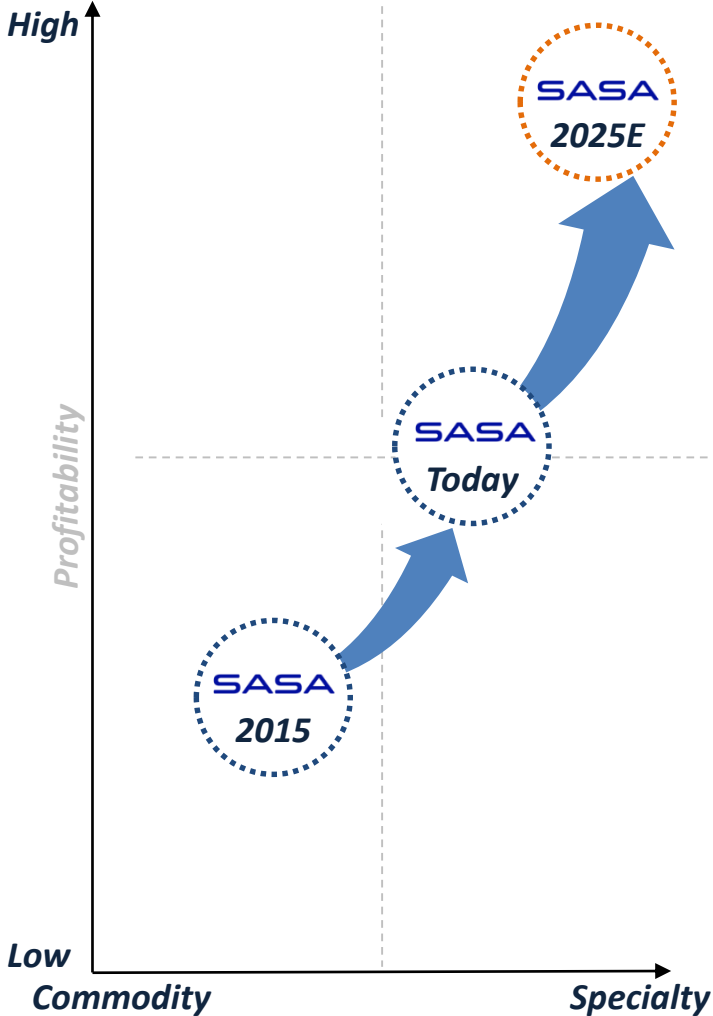 High
SASA
2025E
SASA
Today
Profitability
SASA
2015
Low
Commodity
Specialty